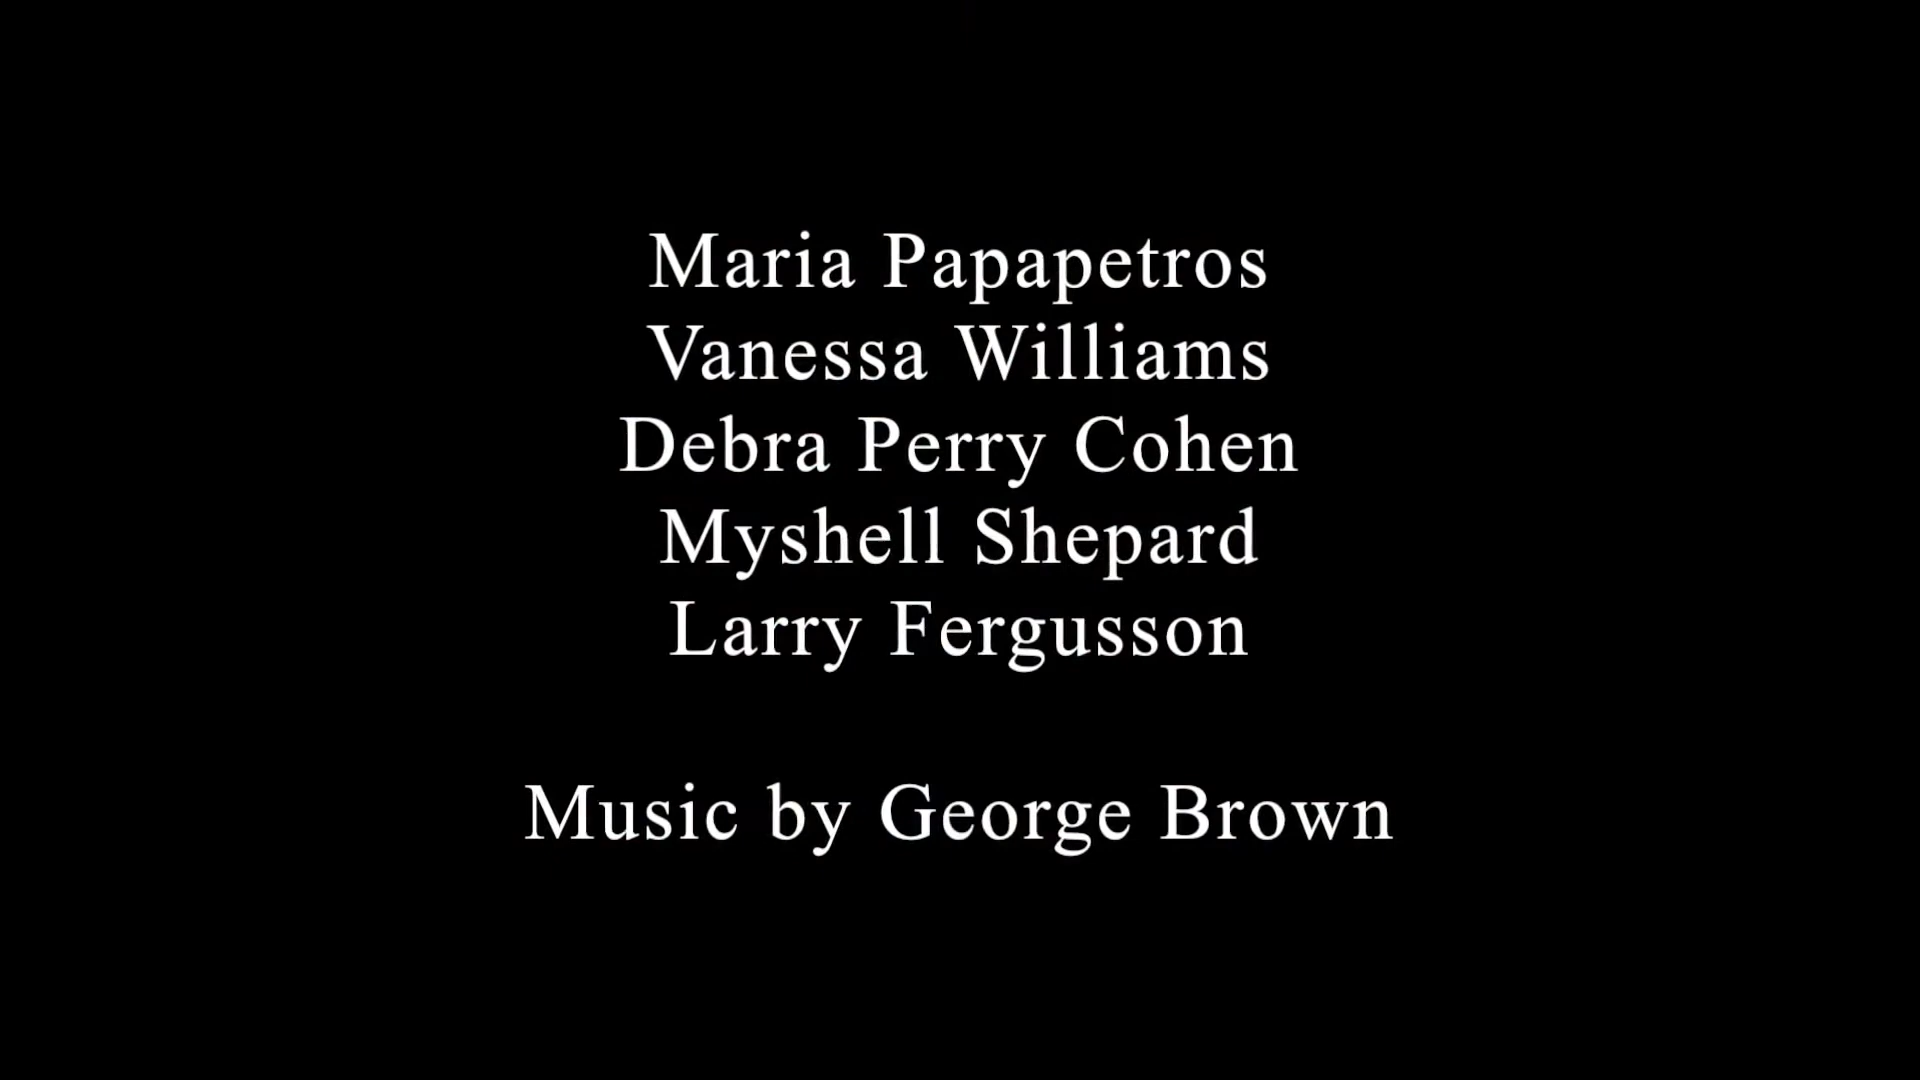 Maria Papapetros
Vanessa Williams
Debra Perry Cohen
Myshell Shepard
Larry Fergusson
Music by George Brown